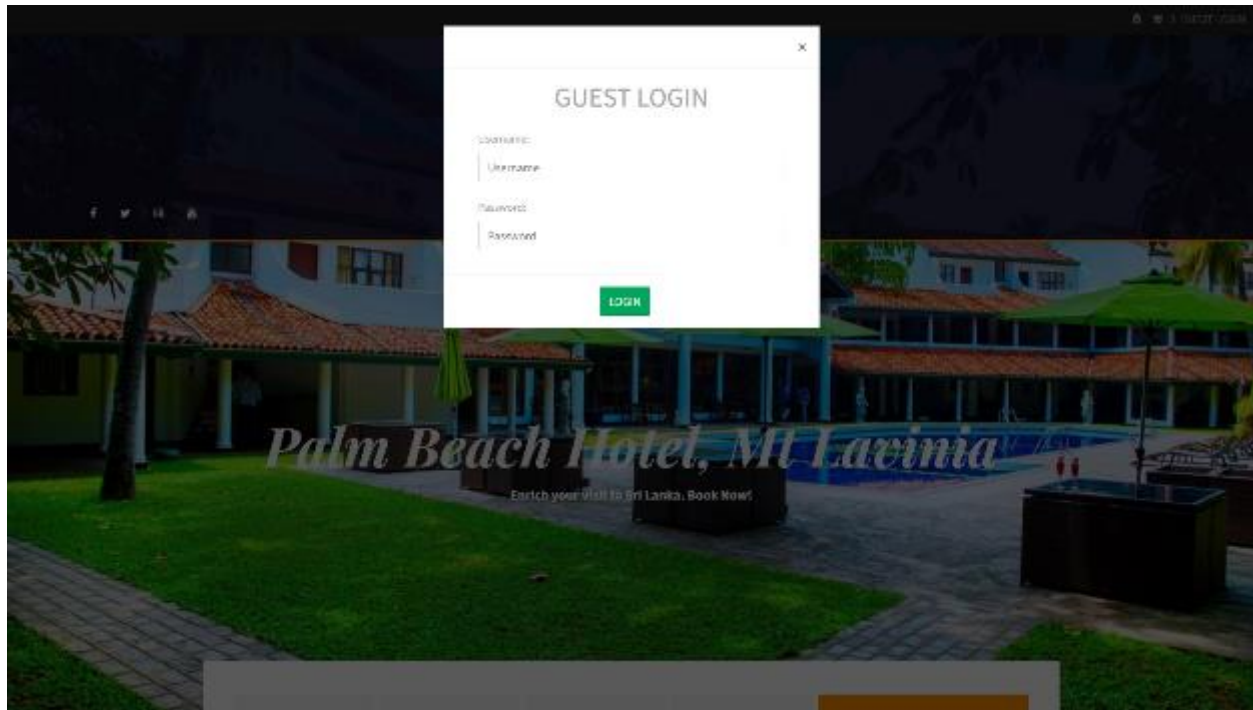 ×
GUEST LOGIN
Username:
Username
Password:
Password
LOGIN
Palm Beach Hotel, Mt Lavinia
Enrich your visit to Sri Lanka. Book Now!